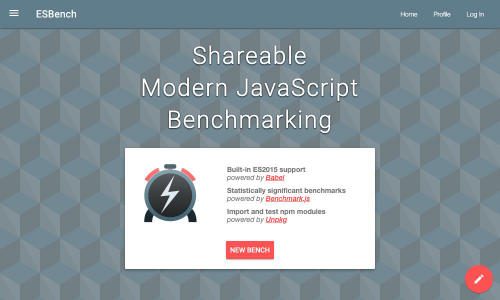 ESBench
Home Profile Log In
Shareable
Modern JavaScript
Benchmarking
Built-in ES2015 support
powered by Babel
Statistically significant benchmarks
powered by Benchmark.js
Import and test npm modules
powered by Unpkg
NEW BENCH